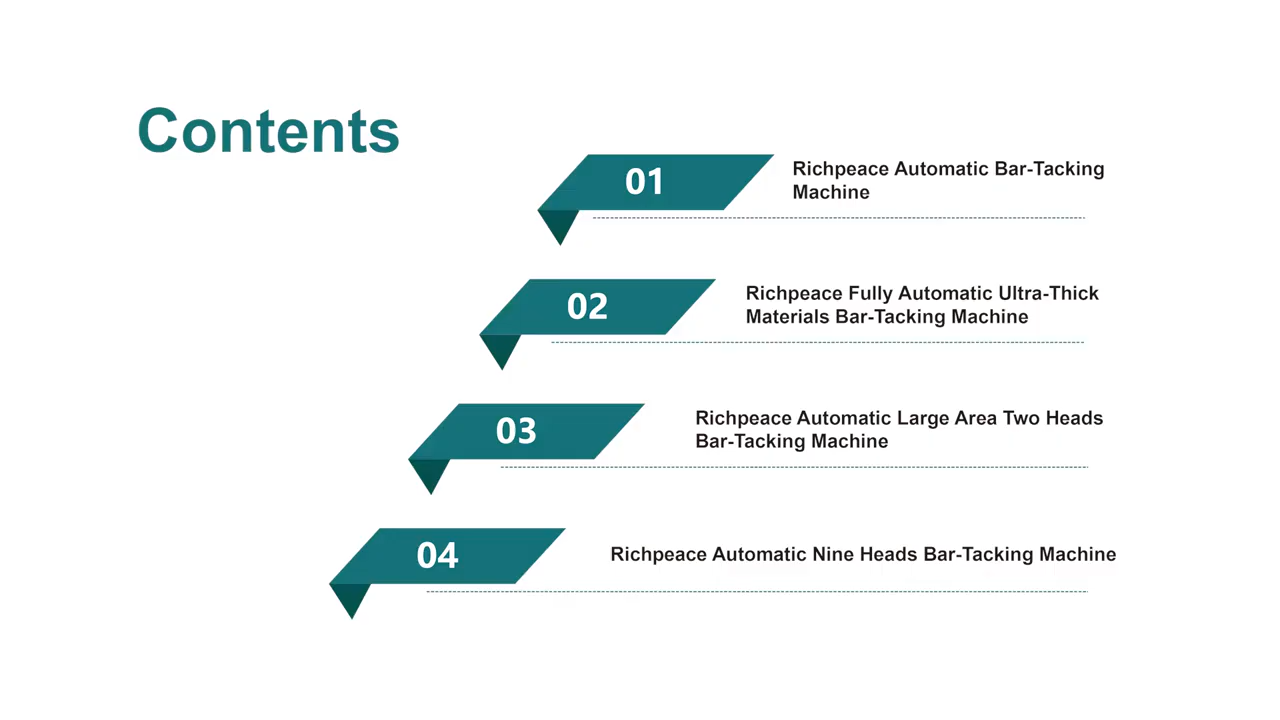 Contents
01
Richpeace Automatic Bar-Tacking
Machine
02
Richpeace Fully Automatic Ultra-Thick
Materials Bar-Tacking Machine
03
Richpeace Automatic Large Area Two Heads
Bar-Tacking Machine
04
Richpeace Automatic Nine Heads Bar-Tacking Machine